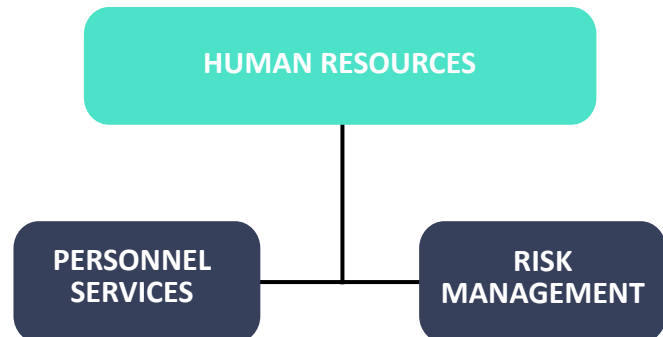 HUMAN RESOURCES
PERSONNEL
SERVICES
RISK
MANAGEMENT